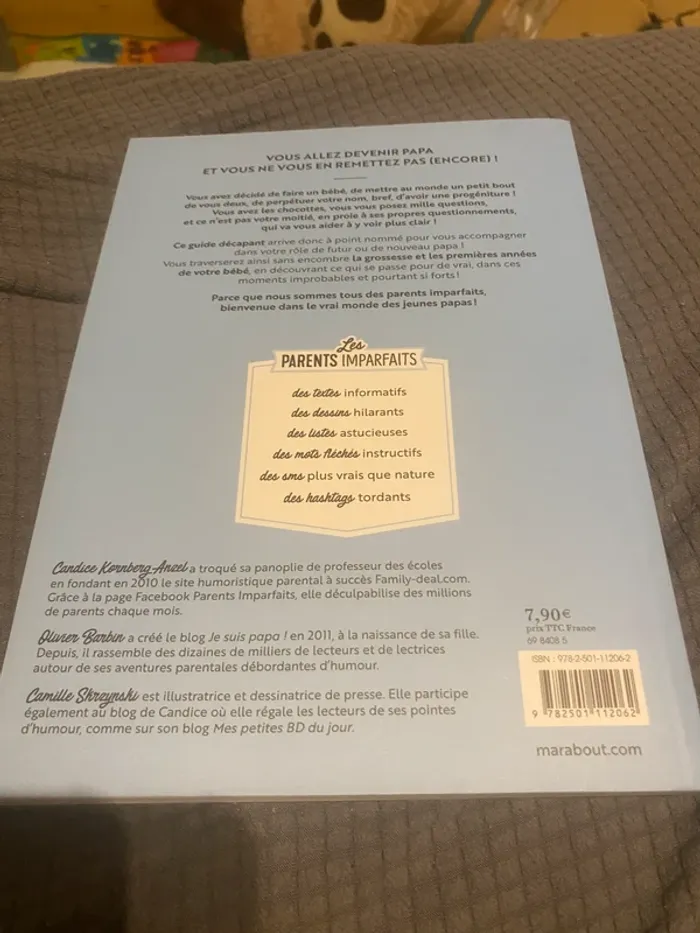 VOUS ALLEZ DEVENIR PAPA
ET VOUS NE VOUS EN REMETTEZ PAS (ENCORE) !
Vous avez décidé de faire un bébé, de mettre au monde un petit bout
de vous deux, de perpétuer votre nom, bref, d'avoir une progéniture !
Vous avez les chocottes, vous vous posez mille questions,
et ce n'est pas votre moitié, en proie à ses propres questionnements,
qui va vous aider à y voir plus clair !
Ce guide décapant arrive donc à point nommé pour vous accompagner
dans votre rôle de futur ou de nouveau papa !
Vous traverserez ainsi sans encombre la grossesse et les premières années
de votre bébé, en découvrant ce qui se passe pour de vrai, dans ces
moments improbables et pourtant si forts !
Parce que nous sommes tous des parents imparfaits,
bienvenue dans le vrai monde des jeunes papas !
Les
PARENTS IMPARFAITS
des textes informatifs
des dessins hilarants
des listes astucieuses
des mots fléchés instructifs
des sms plus vrais que nature
des hashtags tordants
Candice Kornberg-Anzel a troqué sa panoplie de professeur des écoles
en fondant en 2010 le site humoristique parental à succès Family-deal.com.
Grâce à la page Facebook Parents Imparfaits, elle déculpabilise des millions
de parents chaque mois.
Olivier Barbin a créé le blog Je suis papa ! en 2011, à la naissance de sa fille.
Depuis, il rassemble des dizaines de milliers de lecteurs et de lectrices
autour de ses aventures parentales débordantes d'humour.
Camille Skrzynski est illustratrice et dessinatrice de presse. Elle participe
également au blog de Candice où elle régale les lecteurs de ses pointes
d'humour, comme sur son blog Mes petites BD du jour.
7,90€
prix TTC France
69 8408 5
ISBN : 978-2-501-11206-2
9 782501 112062
marabout.com